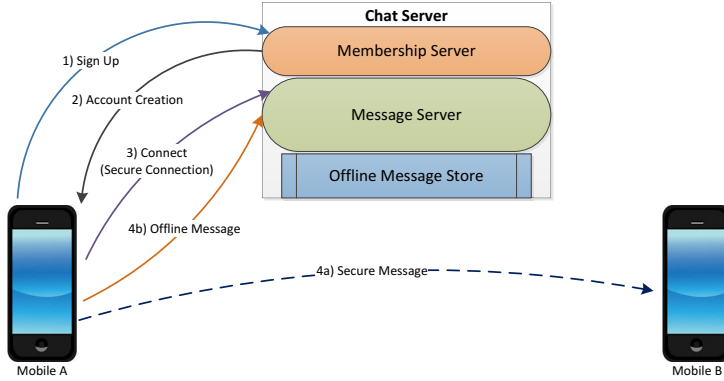 Chat Server
Membership Server
1) Sign Up
2) Account Creation
Message Server
3) Connect
(Secure Connection)
Offline Message Store
4b) Offline Message
4a) Secure Message
Mobile A
Mobile B